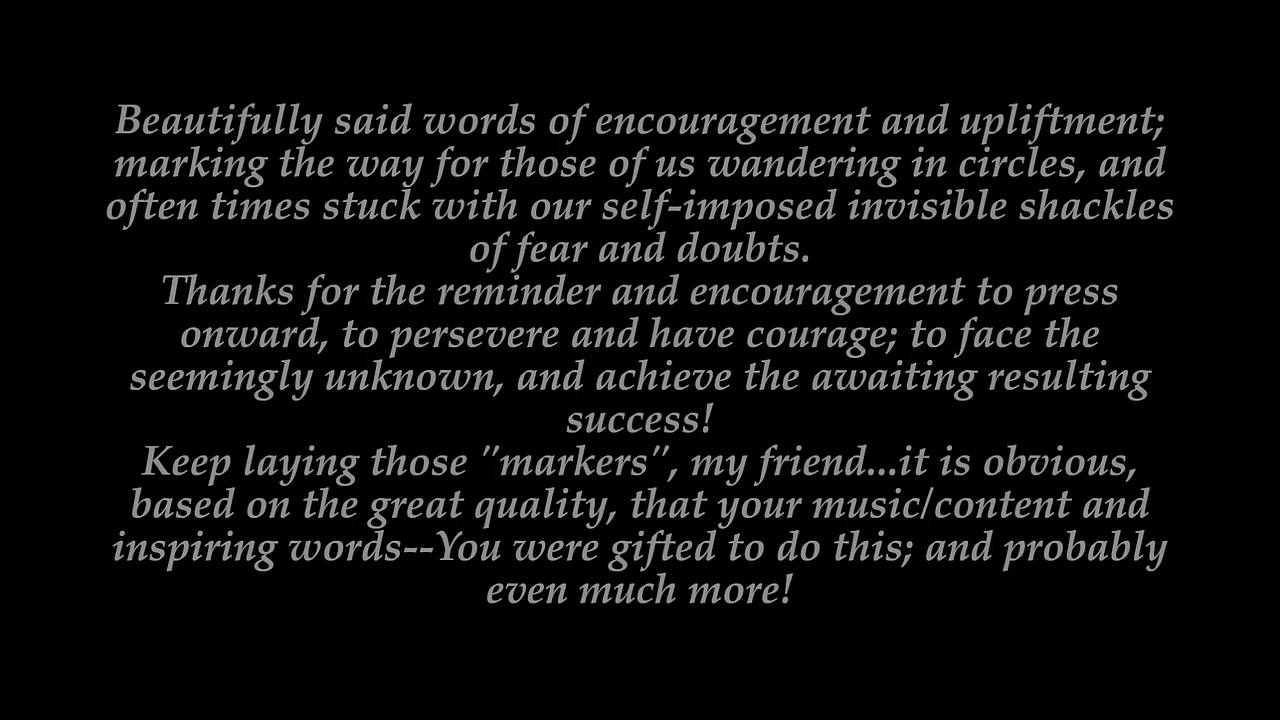 Beautifully said words of encouragement and upliftment;
marking the way for those of us wandering in circles, and
often times stuck with our self-imposed invisible shackles
of fear and doubts.
Thanks for the reminder and encouragement to press
onward, to persevere and have courage; to face the
seemingly unknown, and achieve the awaiting resulting
success!
Keep laying those "markers", my friend...it is obvious,
based on the great quality, that your music/content and
inspiring words--You were gifted to do this; and probably
even much more!